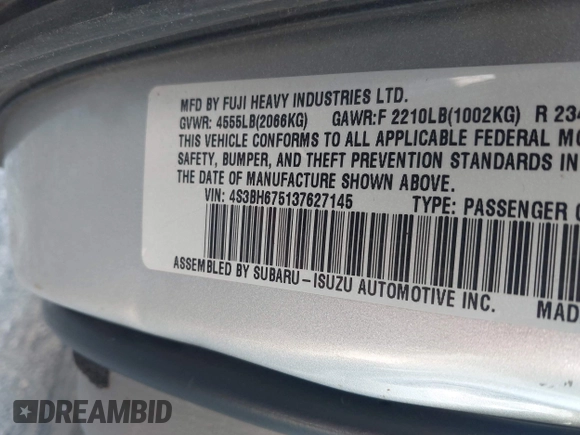 MFD BY FUJI HEAVY INDUSTRIES LTD.
GVWR: 4555LB(2066KG) GAWR:F 2210LB(1002KG) R 234
THIS VEHICLE CONFORMS TO ALL APPLICABLE FEDERAL MO
SAFETY, BUMPER, AND THEFT PREVENTION STANDARDS IN
THE DATE OF MANUFACTURE SHOWN ABOVE.
VIN: 4S3BH675137627145 TYPE: PASSENGER C
ASSEMBLED BY SUBARU-ISUZU AUTOMOTIVE INC. MAD
DREAMBID